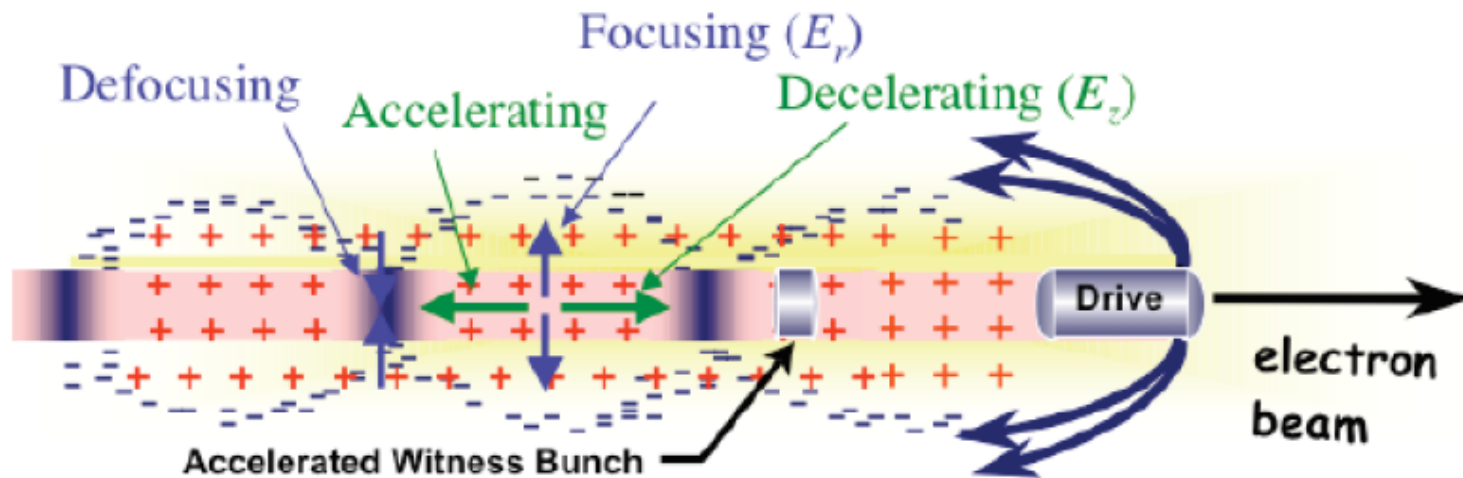 Focusing (E_r)
Defocusing
Accelerating
Decelerating (E_z)
Drive
electron
beam
Accelerated Witness Bunch